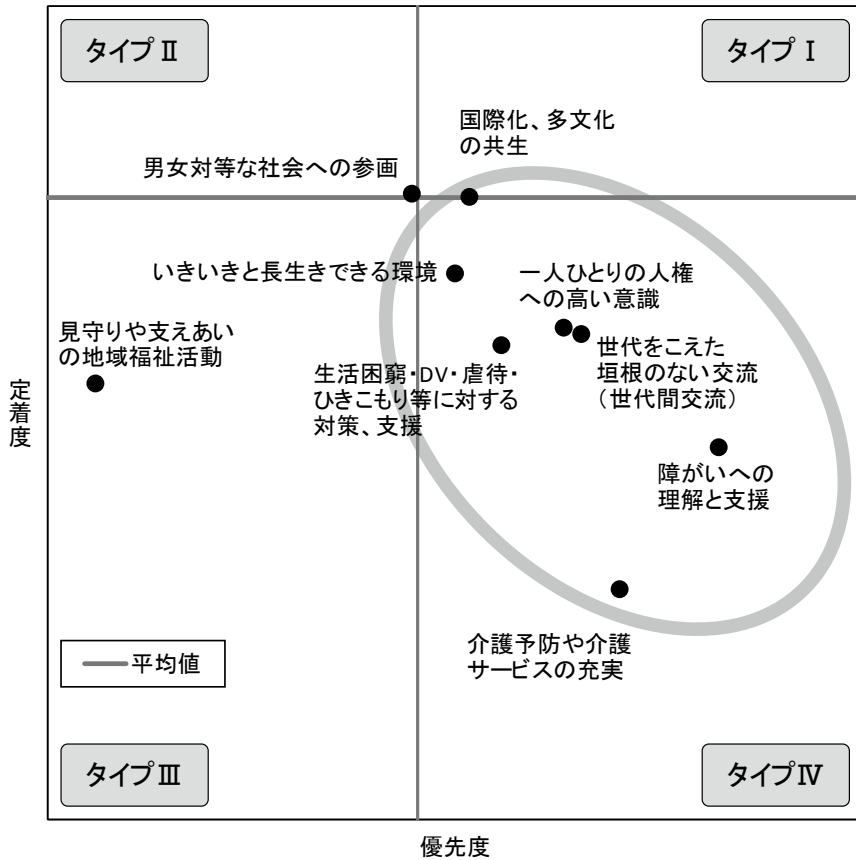 タイプⅡ
タイプⅠ
国際化、多文化
の共生
男女対等な社会への参画
いきいきと長生きできる環境
一人ひとりの人権
への高い意識
見守りや支えあい
の地域福祉活動
生活困窮・DV・虐待・
ひきこもり等に対する
対策、支援
世代をこえた
垣根のない交流
（世代間交流）
定着度
障がいへの
理解と支援
介護予防や介護
サービスの充実
平均値
タイプⅢ
タイプⅣ
優先度